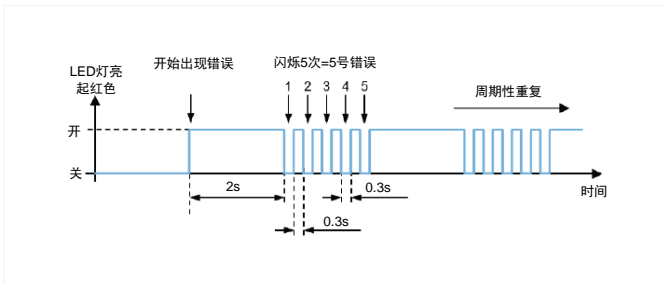 LED灯亮
起红色
开始出现错误
闪烁5次=5号错误
1 2 3 4 5
周期性重复
开
关
2s
0.3s
时间
0.3s